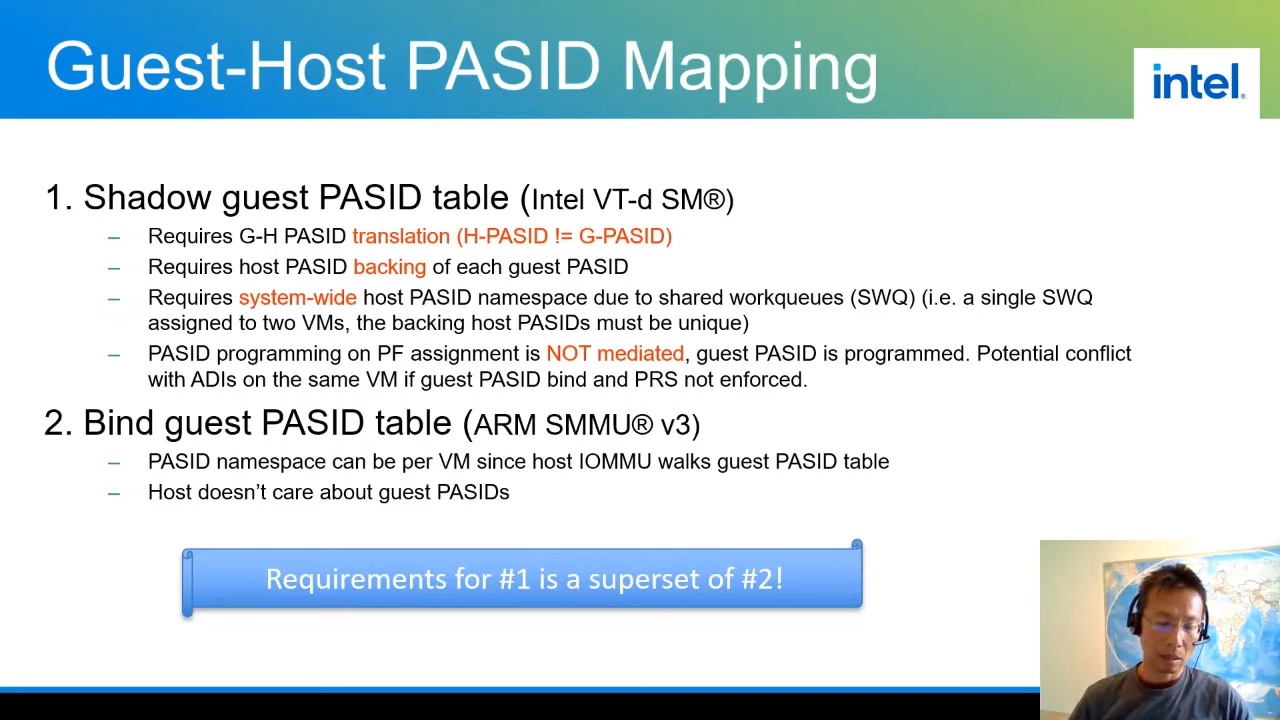 Guest-Host PASID Mapping
intel.
1. Shadow guest PASID table (Intel VT-d SM®)
– Requires G-H PASID translation (H-PASID != G-PASID)
– Requires host PASID backing of each guest PASID
– Requires system-wide host PASID namespace due to shared workqueues (SWQ) (i.e. a single SWQ
assigned to two VMs, the backing host PASIDs must be unique)
– PASID programming on PF assignment is NOT mediated, guest PASID is programmed. Potential conflict
with ADIs on the same VM if guest PASID bind and PRS not enforced.
2. Bind guest PASID table (ARM SMMU® v3)
– PASID namespace can be per VM since host IOMMU walks guest PASID table
– Host doesn’t care about guest PASIDs
Requirements for #1 is a superset of #2!